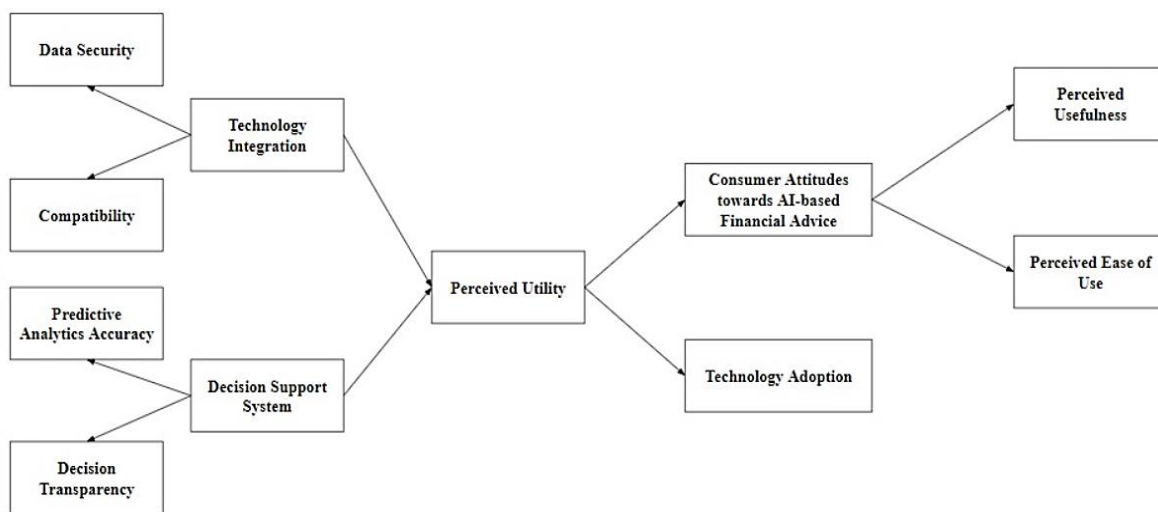 Data Security
Technology
Integration
Compatibility
Predictive
Analytics Accuracy
Decision Support
System
Decision
Transparency
Perceived Utility
Consumer Attitudes
towards AI-based
Financial Advice
Technology Adoption
Perceived
Usefulness
Perceived Ease of
Use